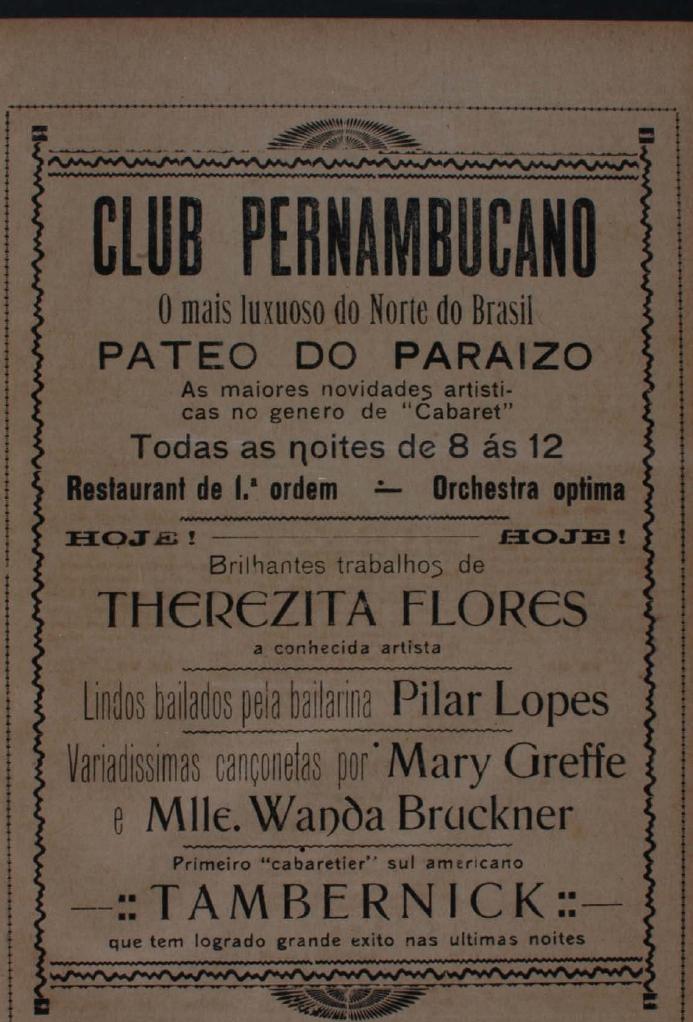 CLUB PERNAMBUCANO
O mais luxuoso do Norte do Brasil
PATEO DO PARAIZO
As maiores novidades artisti-
cas no genero de "Cabaret"
Todas as noites de 8 ás 12
Restaurant de 1.ª ordem — Orchestra optima
HOJE! HOJE!
Brilhantes trabalhos de
THEREZITA FLORES
a conhecida artista
Lindos bailados pela bailarina Pilar Lopes
Variadissimas cançonetas por Mary Greffe
e Mlle. Wanda Bruckner
Primeiro "cabaretier" sul americano
—:: TAMBERNICK ::—
que tem logrado grande exito nas ultimas noites